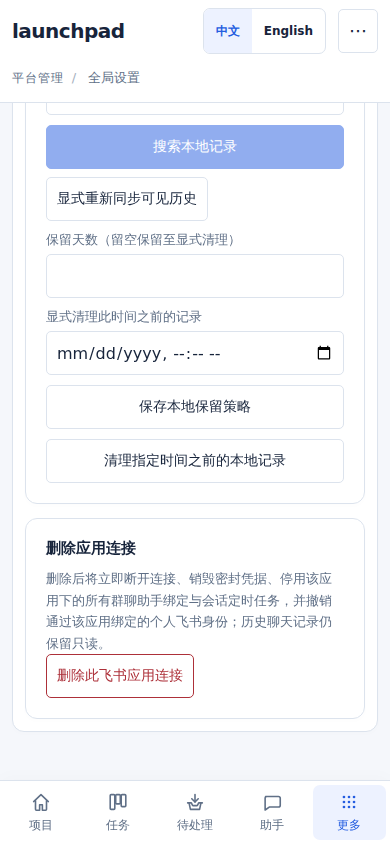 launchpad
中文
English
平台管理 / 全局设置
搜索本地记录
显式重新同步可见历史
保留天数（留空保留至显式清理）
显式清理此时间之前的记录
mm/dd/yyyy, --:-- --
保存本地保留策略
清理指定时间之前的本地记录
删除应用连接
删除后将立即断开连接、销毁密封凭据、停用该应
用下的所有群聊助手绑定与会话定时任务，并撤销
通过该应用绑定的个人飞书身份；历史聊天记录仍
保留只读。
删除此飞书应用连接
项目
任务
待处理
助手
更多